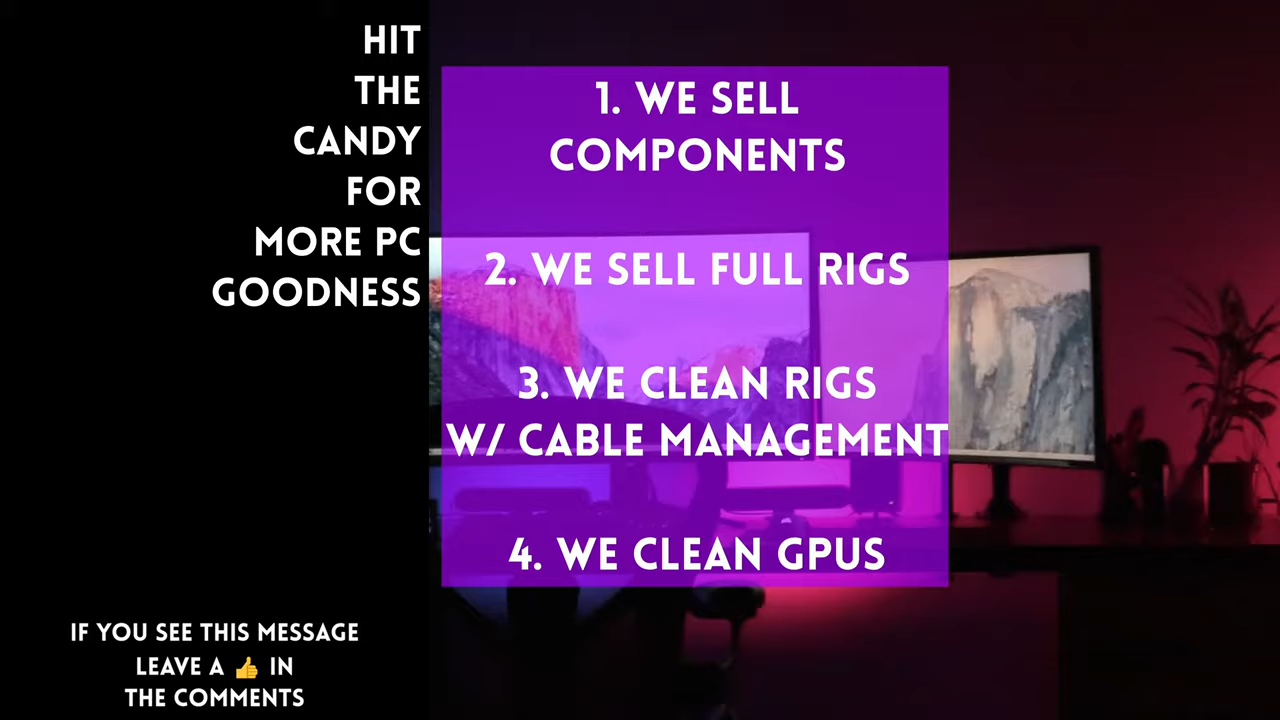 HIT
THE
CANDY
FOR
MORE PC
GOODNESS
1. WE SELL
COMPONENTS
2. WE SELL FULL RIGS
3. WE CLEAN RIGS
W/ CABLE MANAGEMENT
4. WE CLEAN GPUS
IF YOU SEE THIS MESSAGE
LEAVE A 👍 IN
THE COMMENTS